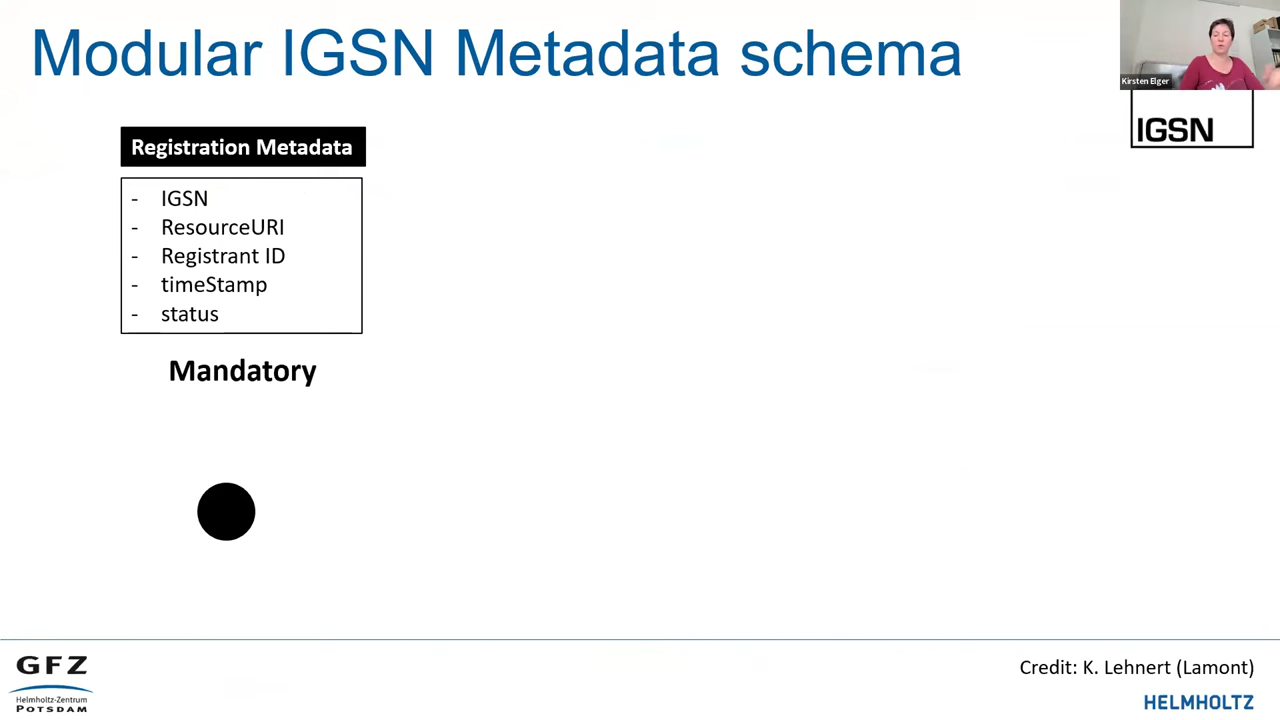 Modular IGSN Metadata schema
Kirsten Elger
IGSN
Registration Metadata
- IGSN
- ResourceURI
- Registrant ID
- timeStamp
- status
Mandatory
GFZ
Helmholtz-Zentrum
POTSDAM
Credit: K. Lehnert (Lamont)
HELMHOLTZ